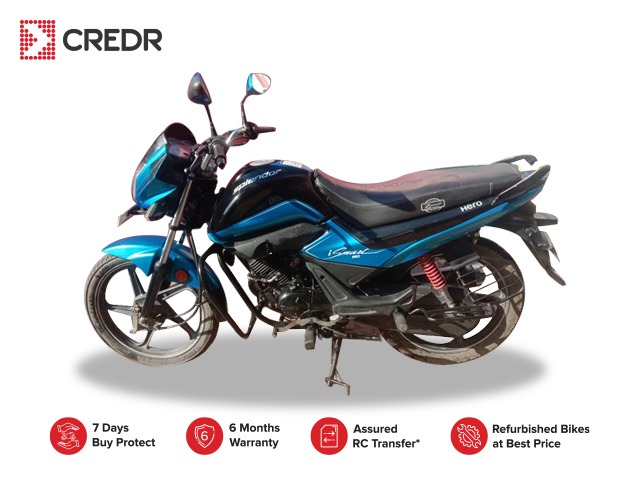 CREDR
Splendor
iSmart
110
Hero
7 Days
Buy Protect
6
6 Months
Warranty
Assured
RC Transfer*
Refurbished Bikes
at Best Price